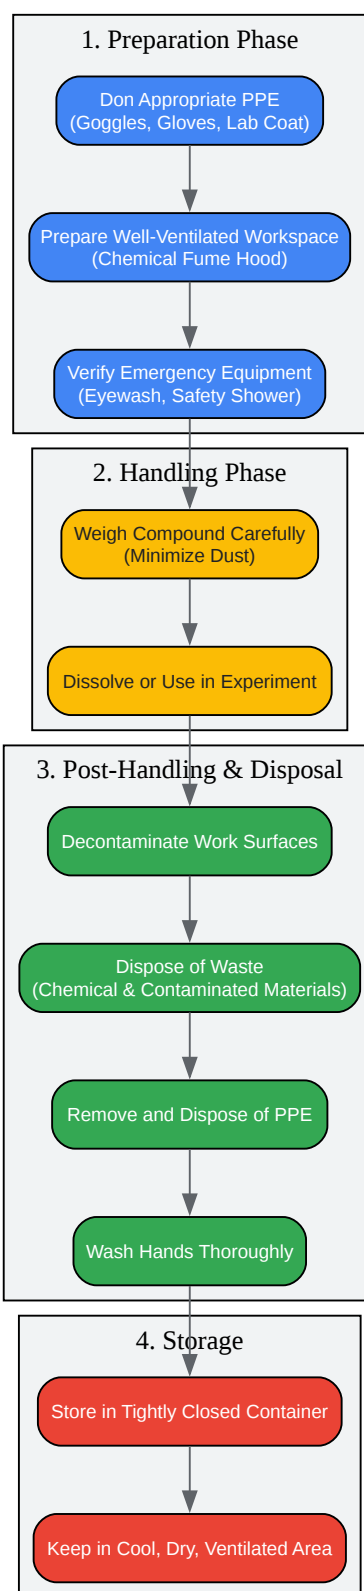 1. Preparation Phase
Don Appropriate PPE
(Goggles, Gloves, Lab Coat)
Prepare Well-Ventilated Workspace
(Chemical Fume Hood)
Verify Emergency Equipment
(Eyewash, Safety Shower)
2. Handling Phase
Weigh Compound Carefully
(Minimize Dust)
Dissolve or Use in Experiment
3. Post-Handling & Disposal
Decontaminate Work Surfaces
Dispose of Waste
(Chemical & Contaminated Materials)
Remove and Dispose of PPE
Wash Hands Thoroughly
4. Storage
Store in Tightly Closed Container
Keep in Cool, Dry, Ventilated Area